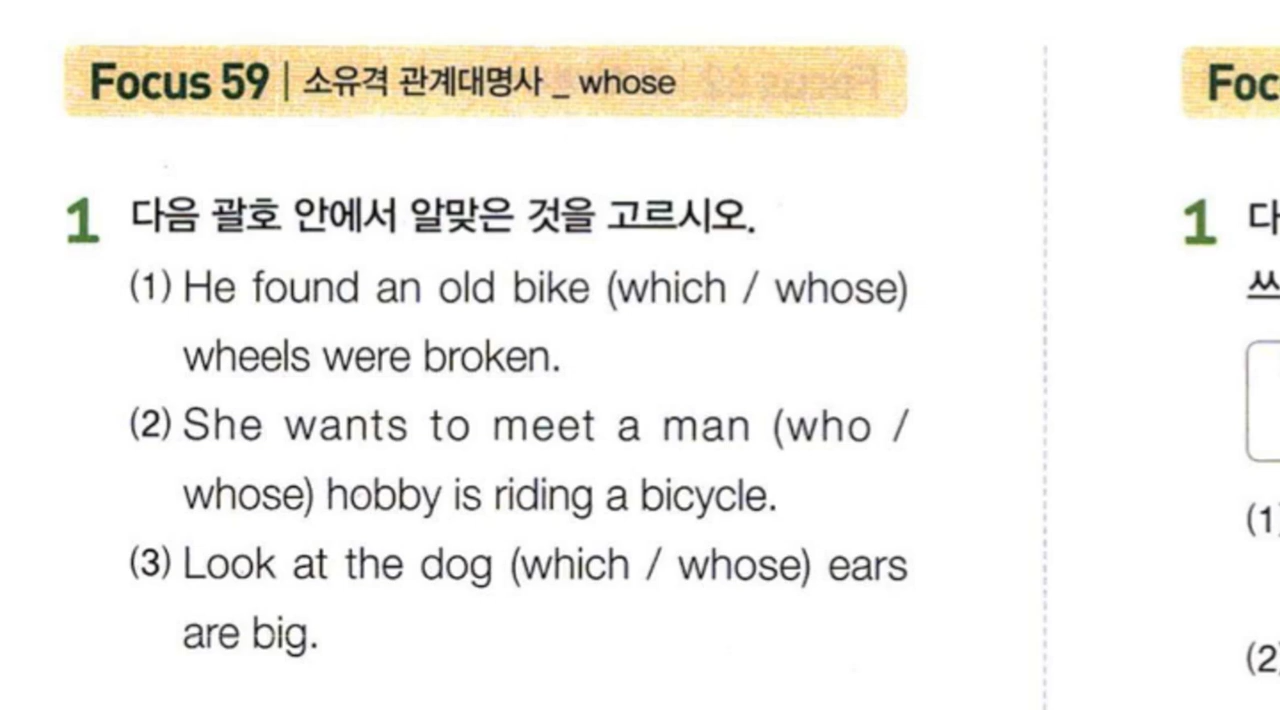 Focus 59 | 소유격 관계대명사 _ whose
1 다음 괄호 안에서 알맞은 것을 고르시오.
(1) He found an old bike (which / whose)
wheels were broken.
(2) She wants to meet a man (who /
whose) hobby is riding a bicycle.
(3) Look at the dog (which / whose) ears
are big.
Foc
1 다
쓰
(1)
(2)